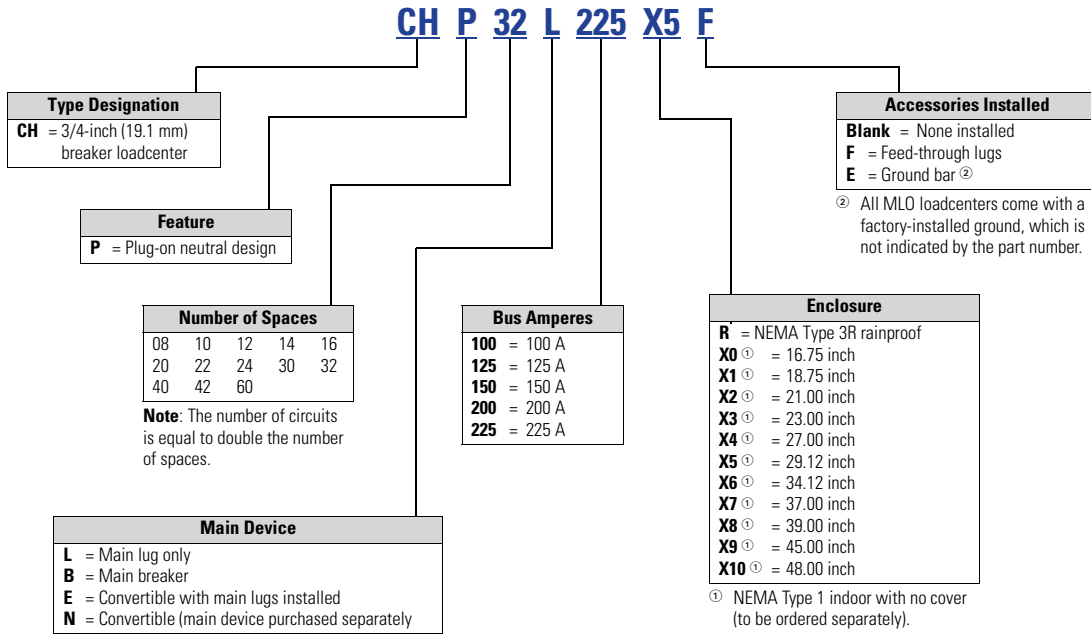 CH P 32 L 225 X5 F
Type Designation
CH = 3/4-inch (19.1 mm)
breaker loadcenter
Feature
P = Plug-on neutral design
Number of Spaces
08 10 12 14 16
20 22 24 30 32
40 42 60
Note: The number of circuits
is equal to double the number
of spaces.
Main Device
L = Main lug only
B = Main breaker
E = Convertible with main lugs installed
N = Convertible (main device purchased separately
Bus Amperes
100 = 100 A
125 = 125 A
150 = 150 A
200 = 200 A
225 = 225 A
Enclosure
R = NEMA Type 3R rainproof
X0 ① = 16.75 inch
X1 ① = 18.75 inch
X2 ① = 21.00 inch
X3 ① = 23.00 inch
X4 ① = 27.00 inch
X5 ① = 29.12 inch
X6 ① = 34.12 inch
X7 ① = 37.00 inch
X8 ① = 39.00 inch
X9 ① = 45.00 inch
X10 ① = 48.00 inch
① NEMA Type 1 indoor with no cover
(to be ordered separately).
Accessories Installed
Blank = None installed
F = Feed-through lugs
E = Ground bar ②
② All MLO loadcenters come with a
factory-installed ground, which is
not indicated by the part number.